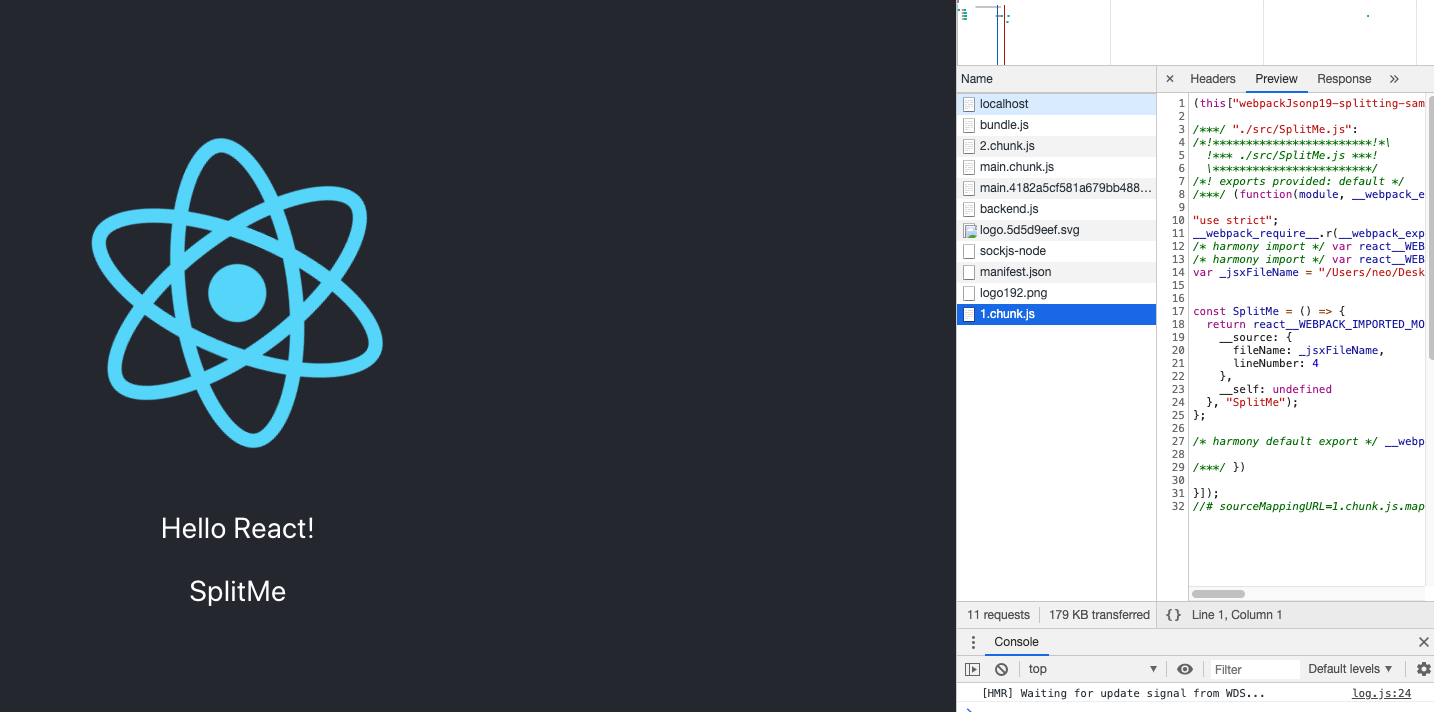 Hello React!
SplitMe
Name
Headers Preview Response »
localhost
bundle.js
2.chunk.js
main.chunk.js
main.4182a5cf581a679bb488...
backend.js
logo.5d5d9eef.svg
sockjs-node
manifest.json
logo192.png
1.chunk.js
1 (this["webpackJsonp19-splitting-sam
2
3 /***/ "./src/SplitMe.js":
4 /*!************************!*\
5   !*** ./src/SplitMe.js ***!
6   \************************/
7 /*! exports provided: default */
8 /***/ (function(module, __webpack_e
9
10 "use strict";
11 __webpack_require__.r(__webpack_exp
12 /* harmony import */ var react__WEB
13 /* harmony import */ var react__WEB
14 var _jsxFileName = "/Users/neo/Desk
15
16
17 const SplitMe = () => {
18   return react__WEBPACK_IMPORTED_MO
19     __source: {
20       fileName: _jsxFileName,
21       lineNumber: 4
22     },
23     __self: undefined
24   }, "SplitMe");
25 };
26
27 /* harmony default export */ __webp
28
29 /***/ })
30
31 }]);
32 //# sourceMappingURL=1.chunk.js.map
11 requests 179 KB transferred {} Line 1, Column 1
Console
top Filter Default levels
[HMR] Waiting for update signal from WDS... log.js:24